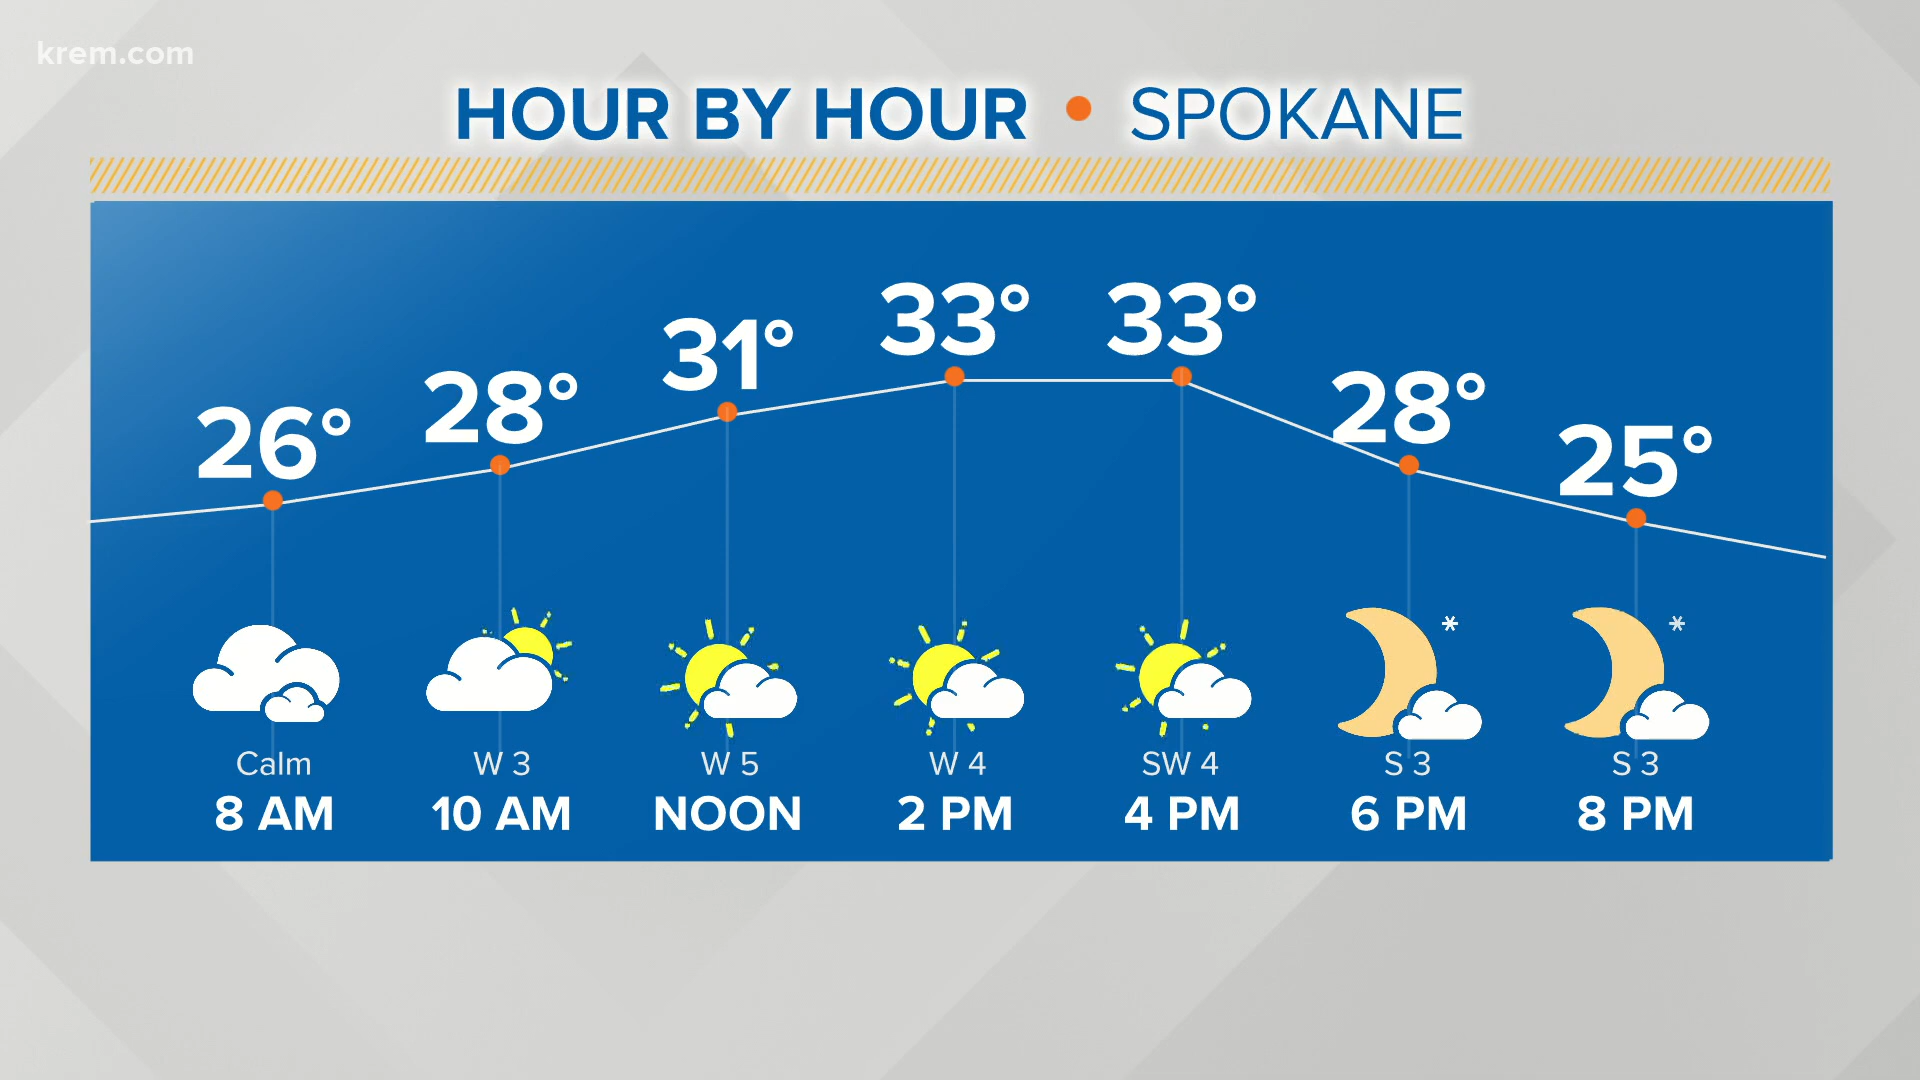 krem.com
HOUR BY HOUR • SPOKANE
26° 28° 31° 33° 33° 28° 25°
Calm W 3 W 5 W 4 SW 4 S 3 S 3
8 AM 10 AM NOON 2 PM 4 PM 6 PM 8 PM